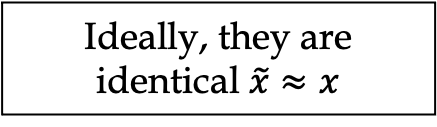 Ideally, they are
identical x̃ ≈ x